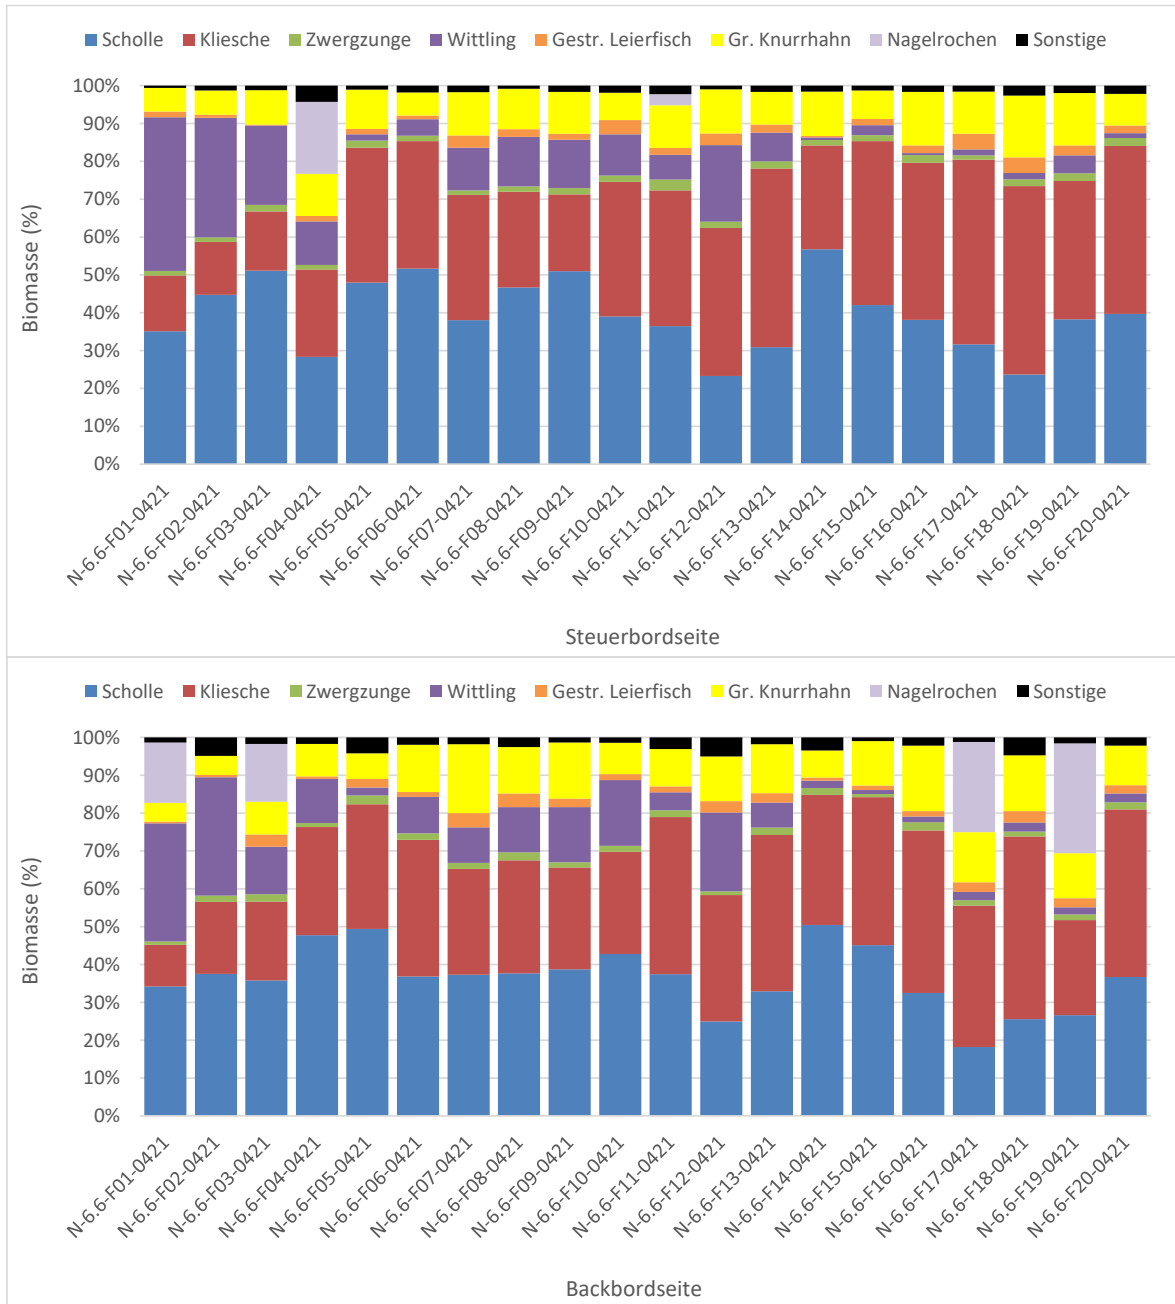 Scholle Kliesche Zwergzunge Wittling Gestr. Leierfisch Gr. Knurrhahn Nagelrochen Sonstige
100%
90%
80%
70%
60%
50%
40%
30%
20%
10%
0%
Biomasse (%)
N-6.6-F01-0421
N-6.6-F02-0421
N-6.6-F03-0421
N-6.6-F04-0421
N-6.6-F05-0421
N-6.6-F06-0421
N-6.6-F07-0421
N-6.6-F08-0421
N-6.6-F09-0421
N-6.6-F10-0421
N-6.6-F11-0421
N-6.6-F12-0421
N-6.6-F13-0421
N-6.6-F14-0421
N-6.6-F15-0421
N-6.6-F16-0421
N-6.6-F17-0421
N-6.6-F18-0421
N-6.6-F19-0421
N-6.6-F20-0421
Steuerbordseite
Scholle Kliesche Zwergzunge Wittling Gestr. Leierfisch Gr. Knurrhahn Nagelrochen Sonstige
100%
90%
80%
70%
60%
50%
40%
30%
20%
10%
0%
Biomasse (%)
N-6.6-F01-0421
N-6.6-F02-0421
N-6.6-F03-0421
N-6.6-F04-0421
N-6.6-F05-0421
N-6.6-F06-0421
N-6.6-F07-0421
N-6.6-F08-0421
N-6.6-F09-0421
N-6.6-F10-0421
N-6.6-F11-0421
N-6.6-F12-0421
N-6.6-F13-0421
N-6.6-F14-0421
N-6.6-F15-0421
N-6.6-F16-0421
N-6.6-F17-0421
N-6.6-F18-0421
N-6.6-F19-0421
N-6.6-F20-0421
Backbordseite